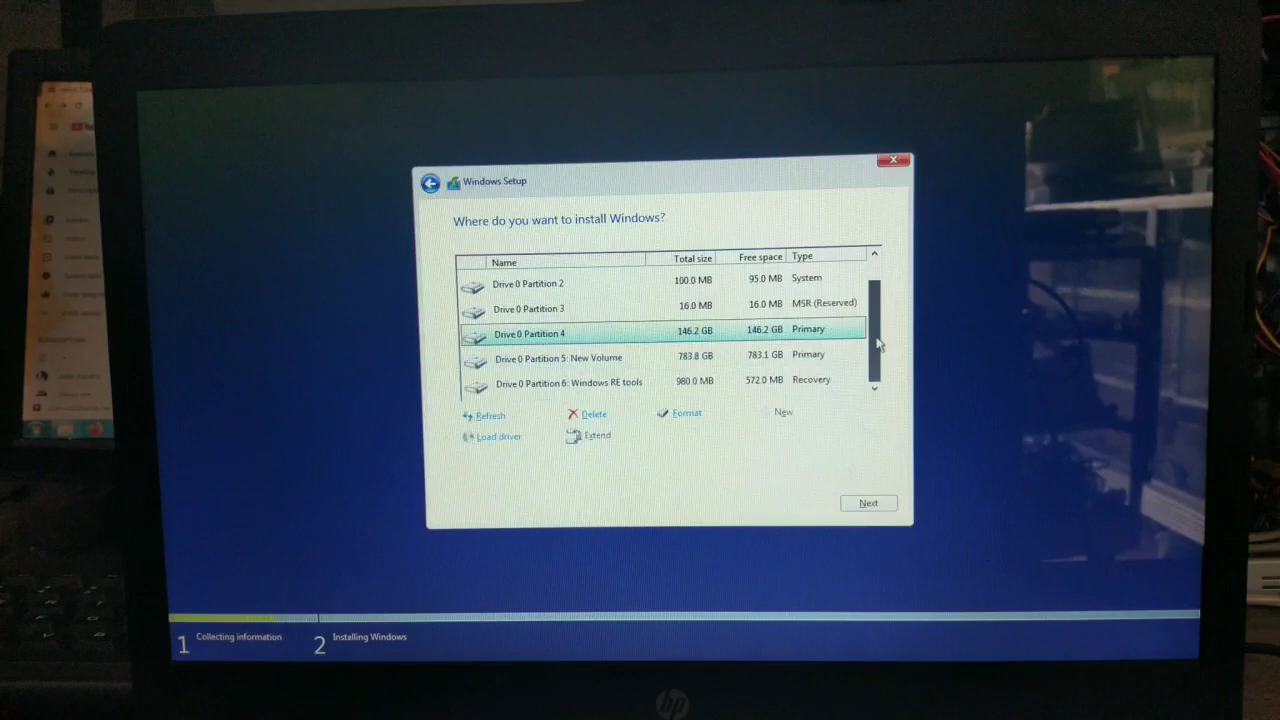 Windows Setup
Where do you want to install Windows?
Name Total size Free space Type
Drive 0 Partition 2 100.0 MB 95.0 MB System
Drive 0 Partition 3 16.0 MB 16.0 MB MSR (Reserved)
Drive 0 Partition 4 146.2 GB 146.2 GB Primary
Drive 0 Partition 5: New Volume 783.8 GB 783.1 GB Primary
Drive 0 Partition 6: Windows RE tools 980.0 MB 572.0 MB Recovery
Refresh Delete Format New
Load driver Extend
Next
1 Collecting information 2 Installing Windows
hp